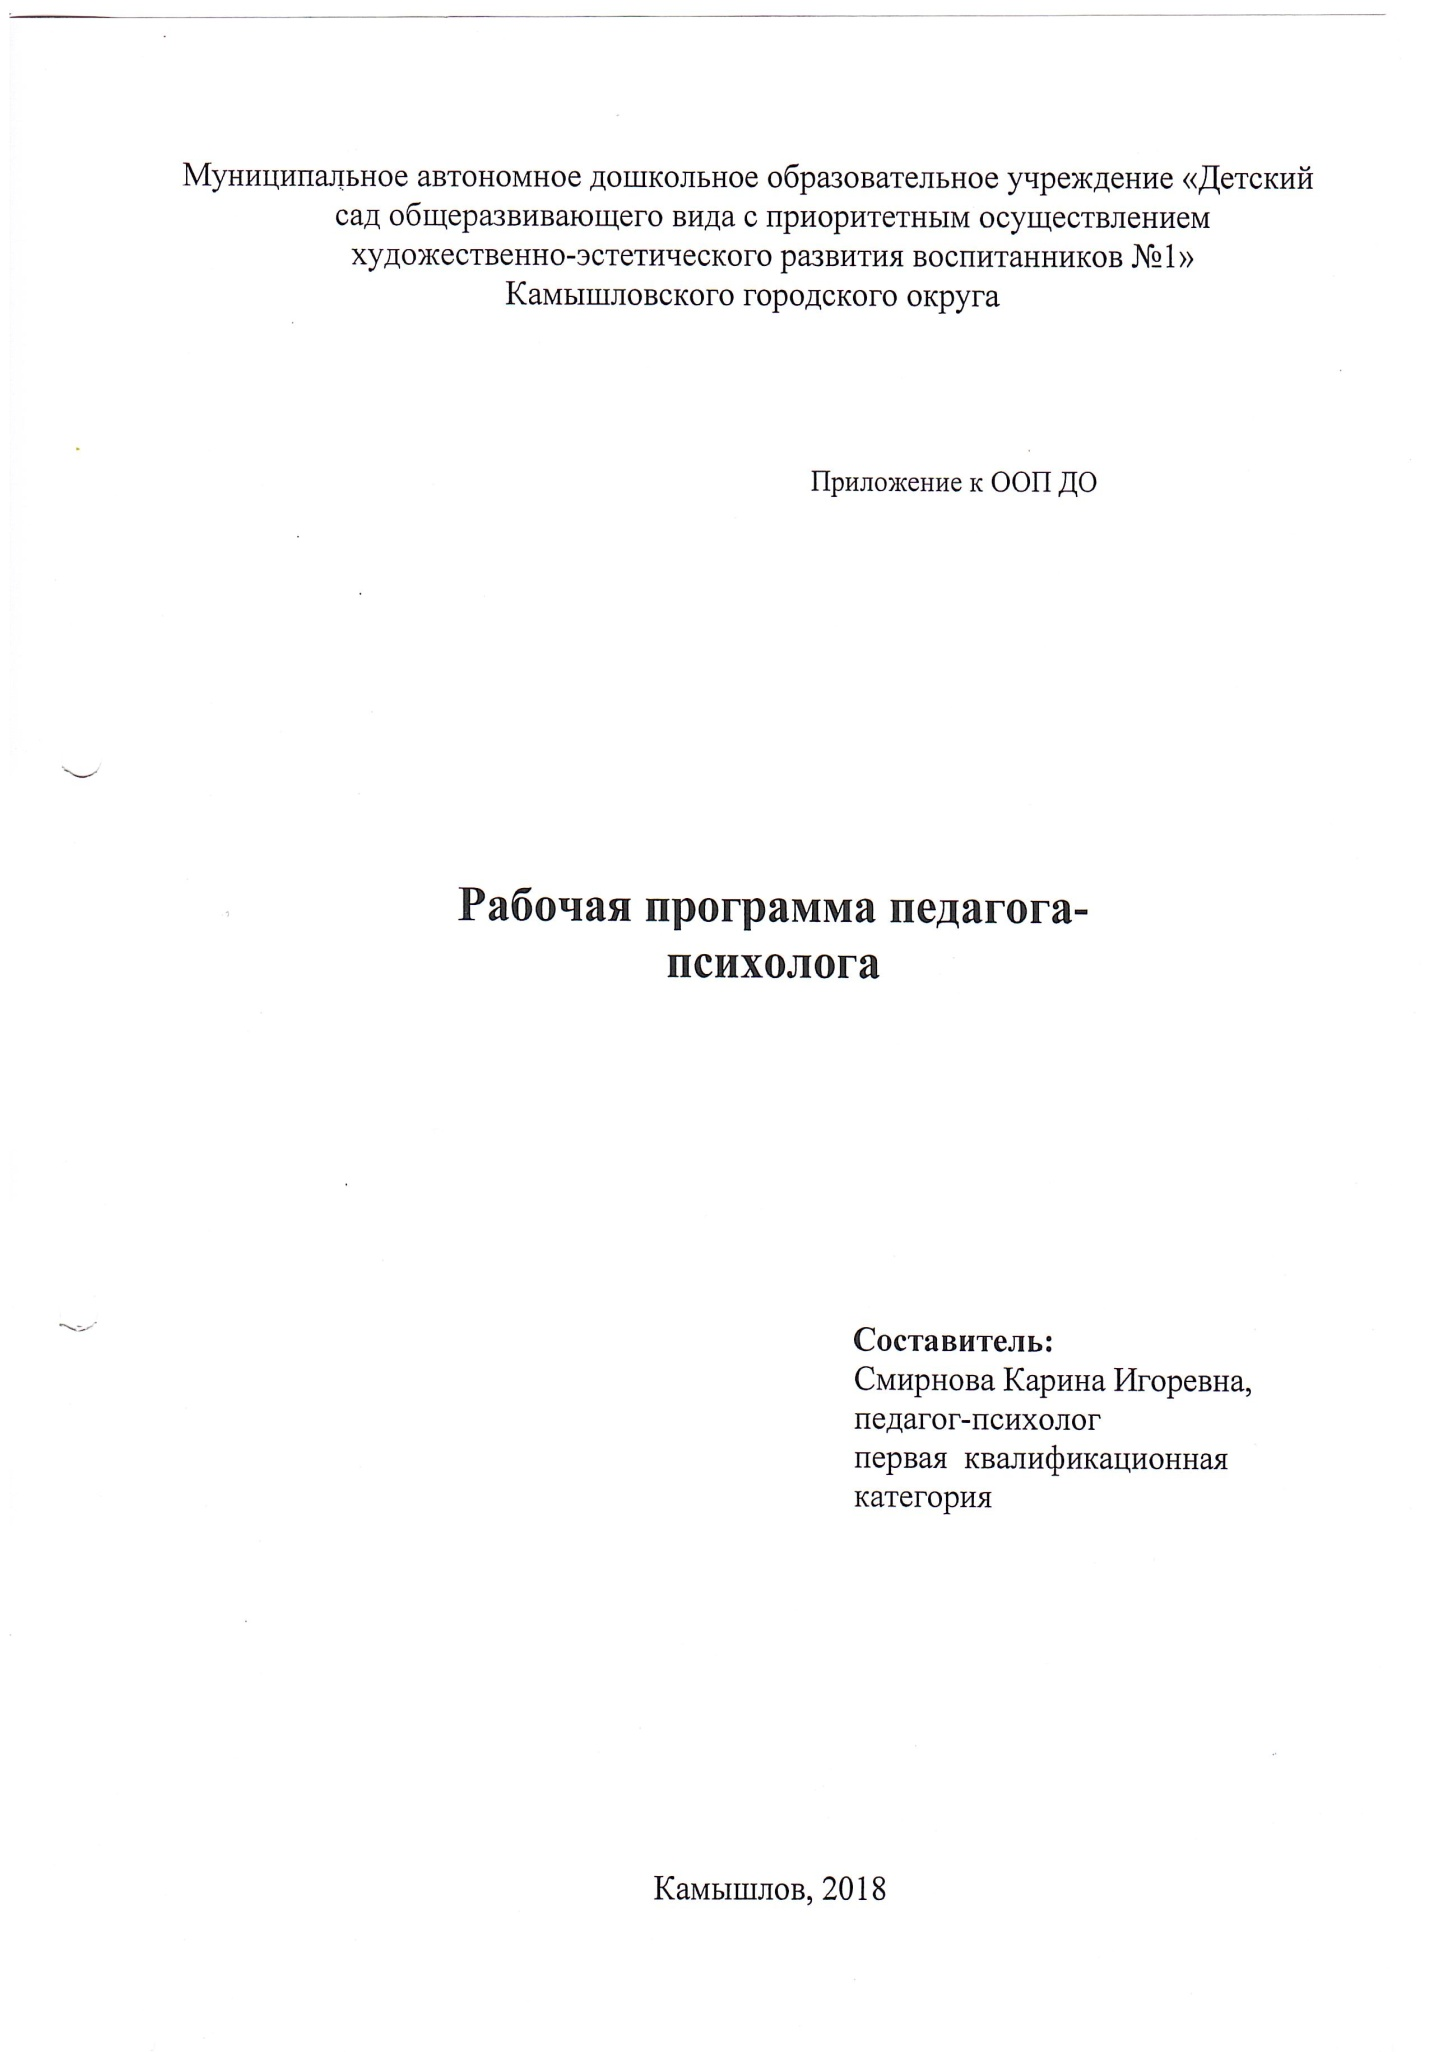 Муниципальное автономное дошкольное образовательное учреждение «Детский
сад общеразвивающего вида с приоритетным осуществлением
художественно-эстетического развития воспитанников №1»
Камышловского городского округа
Приложение к ООП ДО
Рабочая программа педагога-
психолога
Составитель:
Смирнова Карина Игоревна,
педагог-психолог
первая  квалификационная
категория
Камышлов, 2018